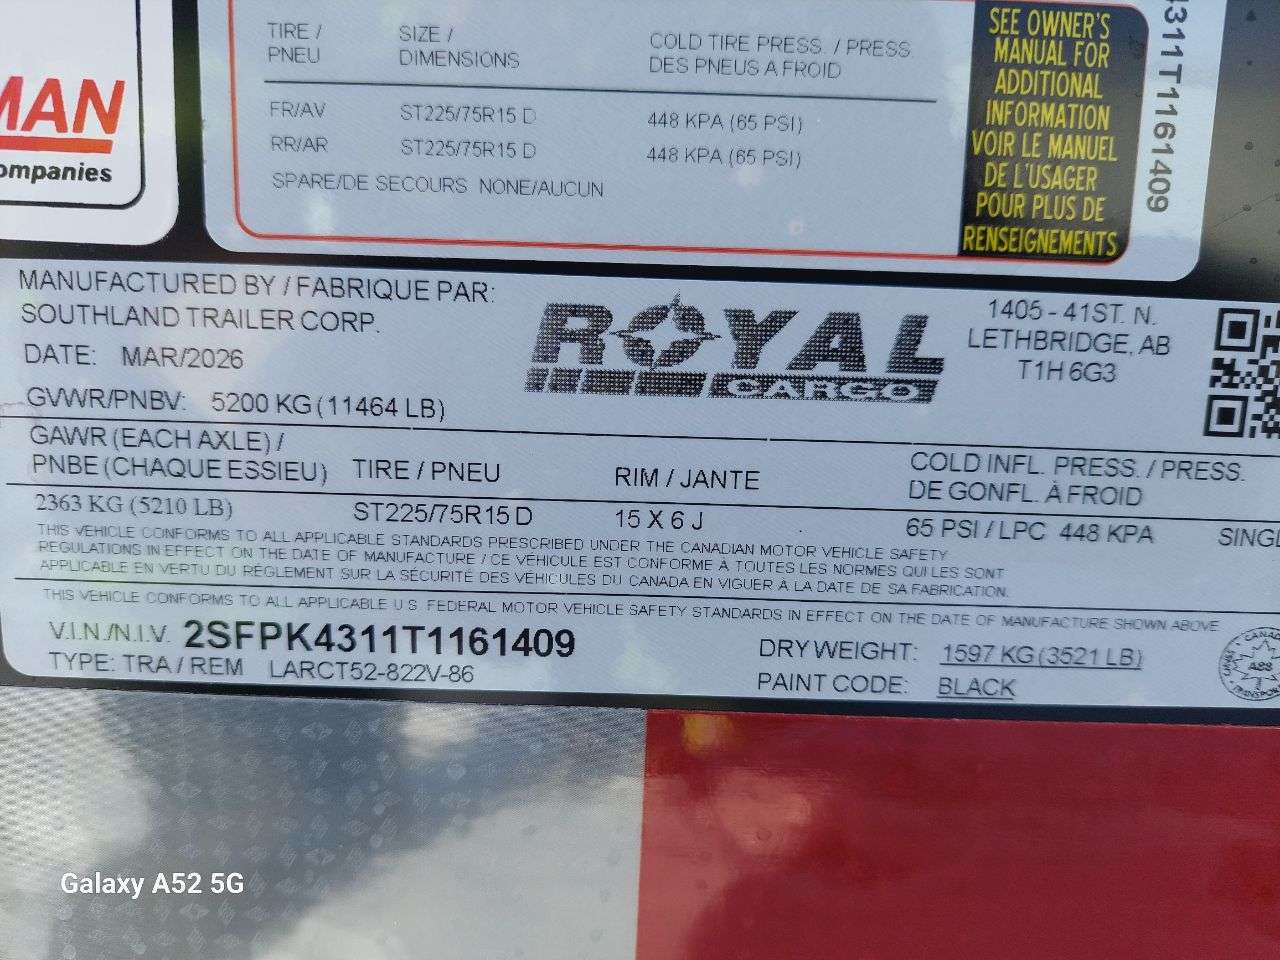 TIRE / PNEU SIZE / DIMENSIONS COLD TIRE PRESS. / PRESS. DES PNEUS A FROID
FR/AV ST225/75R15 D 448 KPA (65 PSI)
RR/AR ST225/75R15 D 448 KPA (65 PSI)
SPARE/DE SECOURS NONE/AUCUN
SEE OWNER'S
MANUAL FOR
ADDITIONAL
INFORMATION
VOIR LE MANUEL
DE L'USAGER
POUR PLUS DE
RENSEIGNEMENTS
4311T1161409
MAN
ompanies
MANUFACTURED BY / FABRIQUE PAR:
SOUTHLAND TRAILER CORP.
DATE: MAR/2026
GVWR/PNBV: 5200 KG (11464 LB)
ROYAL
CARGO
1405 - 41ST. N.
LETHBRIDGE, AB
T1H 6G3
GAWR (EACH AXLE) / PNBE (CHAQUE ESSIEU) TIRE / PNEU RIM / JANTE COLD INFL. PRESS. / PRESS. DE GONFL. À FROID
2363 KG (5210 LB) ST225/75R15 D 15 X 6 J 65 PSI / LPC 448 KPA SINGL
THIS VEHICLE CONFORMS TO ALL APPLICABLE STANDARDS PRESCRIBED UNDER THE CANADIAN MOTOR VEHICLE SAFETY
REGULATIONS IN EFFECT ON THE DATE OF MANUFACTURE / CE VÉHICULE EST CONFORME À TOUTES LES NORMES QUI LES SONT
APPLICABLE EN VERTU DU RÉGLEMENT SUR LA SÉCURITÉ DES VÉHICULES DU CANADA EN VIGUER À LA DATE DE SA FABRICATION.
THIS VEHICLE CONFORMS TO ALL APPLICABLE U.S. FEDERAL MOTOR VEHICLE SAFETY STANDARDS IN EFFECT ON THE DATE OF MANUFACTURE SHOWN ABOVE
V.I.N./N.I.V. 2SFPK4311T1161409 DRY WEIGHT: 1597 KG (3521 LB)
TYPE: TRA / REM LARCT52-822V-86 PAINT CODE: BLACK
Galaxy A52 5G